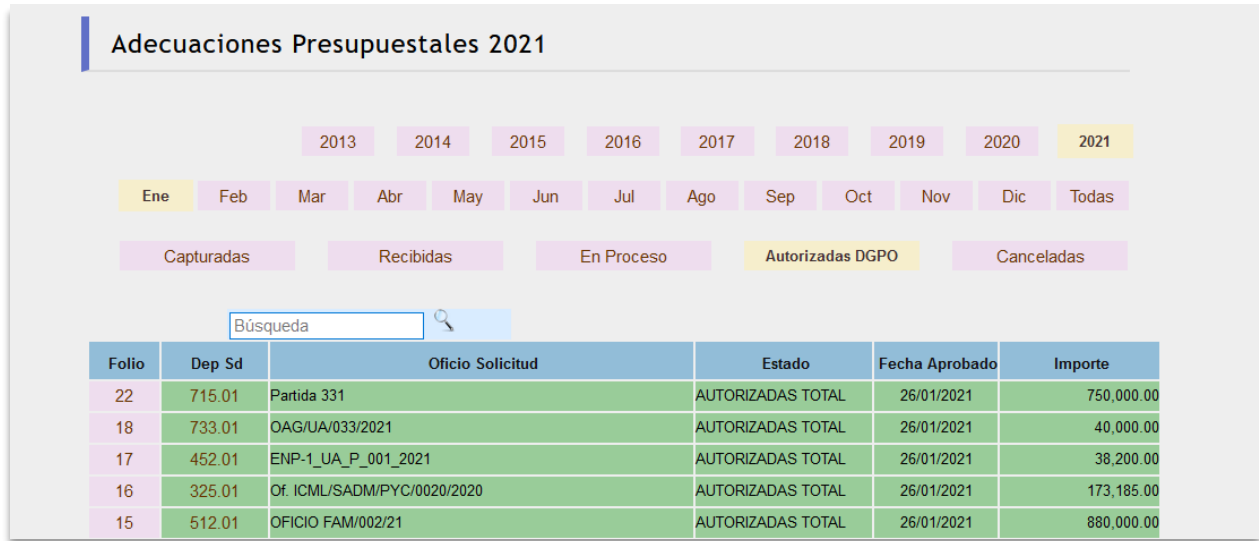 Adecuaciones Presupuestales 2021
2013 2014 2015 2016 2017 2018 2019 2020 2021
Ene Feb Mar Abr May Jun Jul Ago Sep Oct Nov Dic Todas
Capturadas Recibidas En Proceso Autorizadas DGPO Canceladas
Búsqueda
Folio Dep Sd Oficio Solicitud Estado Fecha Aprobado Importe
22 715.01 Partida 331 AUTORIZADAS TOTAL 26/01/2021 750,000.00
18 733.01 OAG/UA/033/2021 AUTORIZADAS TOTAL 26/01/2021 40,000.00
17 452.01 ENP-1_UA_P_001_2021 AUTORIZADAS TOTAL 26/01/2021 38,200.00
16 325.01 Of. ICML/SADM/PYC/0020/2020 AUTORIZADAS TOTAL 26/01/2021 173,185.00
15 512.01 OFICIO FAM/002/21 AUTORIZADAS TOTAL 26/01/2021 880,000.00